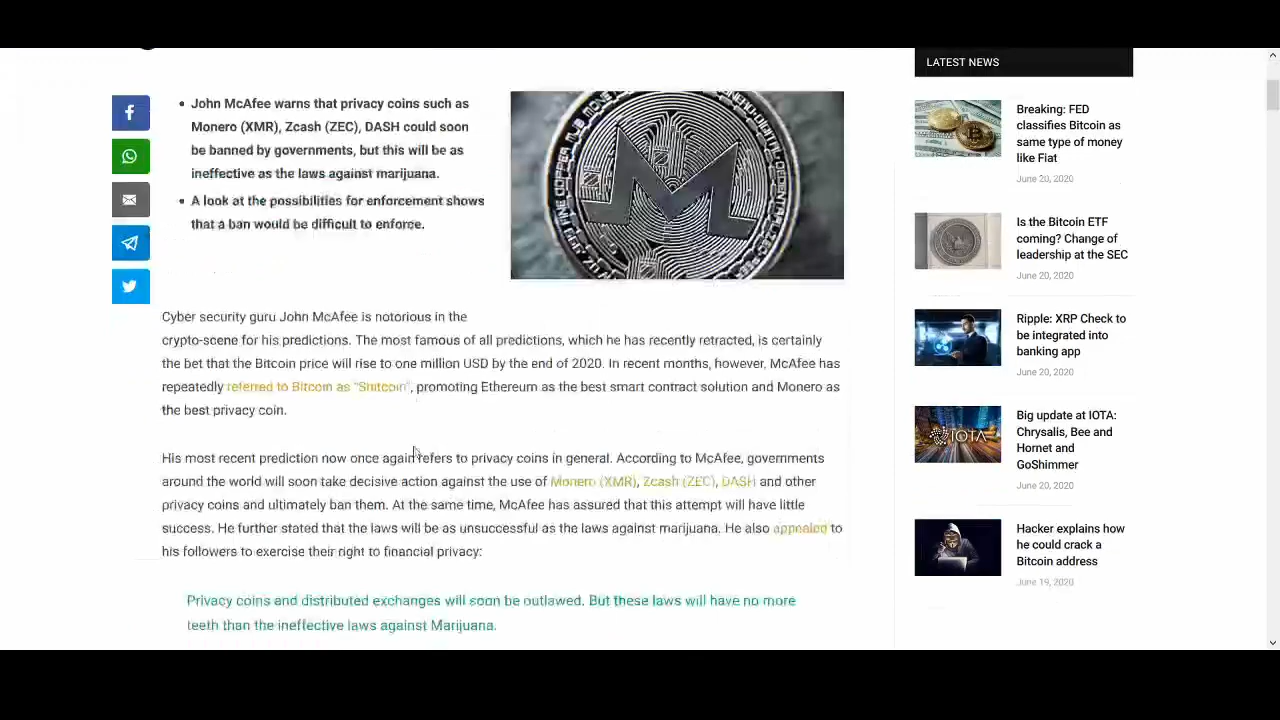 John McAfee warns that privacy coins such as
Monero (XMR), Zcash (ZEC), DASH could soon
be banned by governments, but this will be as
ineffective as the laws against marijuana.
A look at the possibilities for enforcement shows
that a ban would be difficult to enforce.
Cyber security guru John McAfee is notorious in the
crypto-scene for his predictions. The most famous of all predictions, which he has recently retracted, is certainly
the bet that the Bitcoin price will rise to one million USD by the end of 2020. In recent months, however, McAfee has
repeatedly referred to Bitcoin as "Shitcoin", promoting Ethereum as the best smart contract solution and Monero as
the best privacy coin.
His most recent prediction now once again refers to privacy coins in general. According to McAfee, governments
around the world will soon take decisive action against the use of Monero (XMR), Zcash (ZEC), DASH and other
privacy coins and ultimately ban them. At the same time, McAfee has assured that this attempt will have little
success. He further stated that the laws will be as unsuccessful as the laws against marijuana. He also appealed to
his followers to exercise their right to financial privacy:
Privacy coins and distributed exchanges will soon be outlawed. But these laws will have no more
teeth than the ineffective laws against Marijuana.
LATEST NEWS
Breaking: FED
classifies Bitcoin as
same type of money
like Fiat
June 20, 2020
Is the Bitcoin ETF
coming? Change of
leadership at the SEC
June 20, 2020
Ripple: XRP Check to
be integrated into
banking app
June 20, 2020
IOTA
Big update at IOTA:
Chrysalis, Bee and
Hornet and
GoShimmer
June 20, 2020
Hacker explains how
he could crack a
Bitcoin address
June 19, 2020